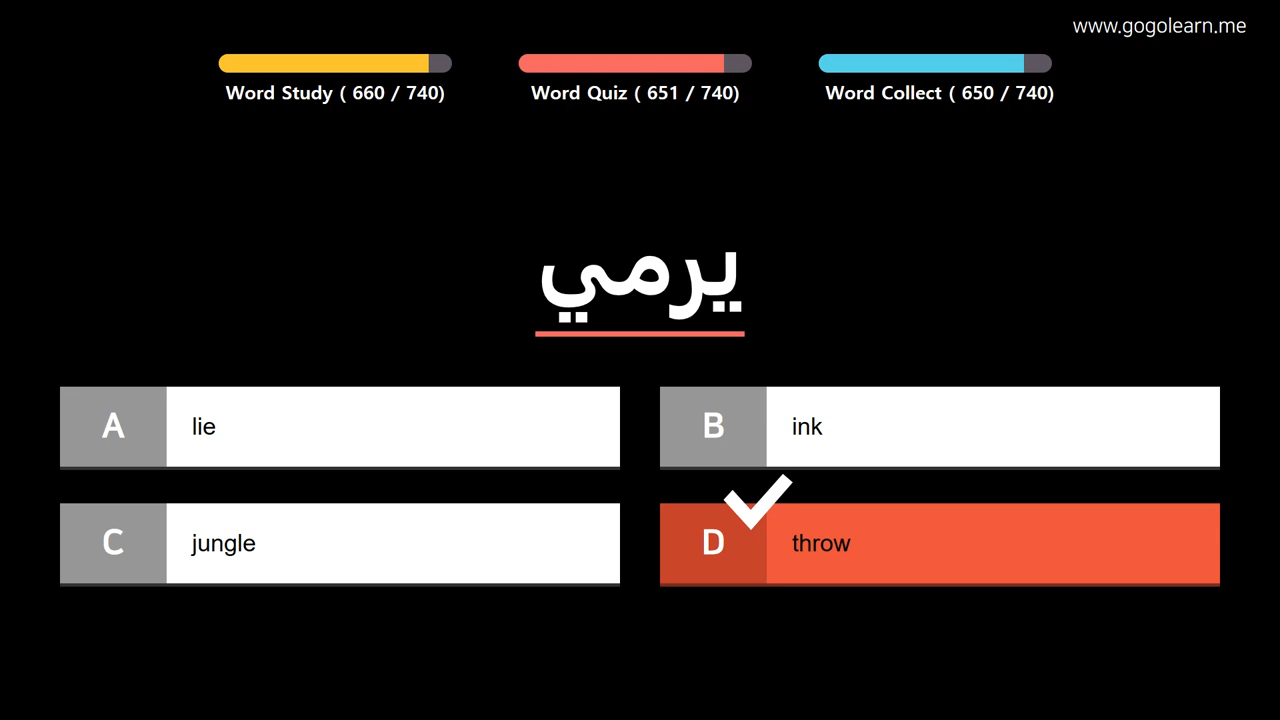 www.gogolearn.me
Word Study ( 660 / 740) Word Quiz ( 651 / 740) Word Collect ( 650 / 740)
يرمي
A lie B ink
C jungle D throw